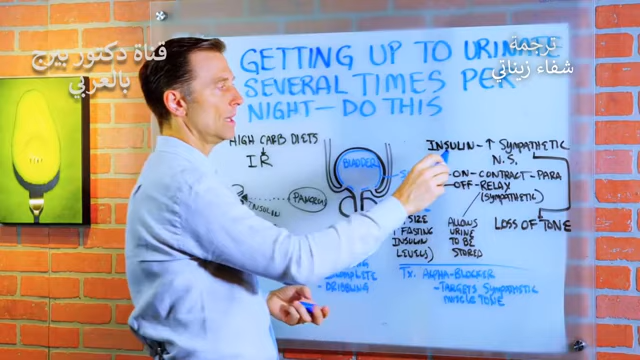 قناة دكتور بيرج
بالعربي
ترجمة
شفاء زيناتي
GETTING UP TO URINATE
SEVERAL TIMES PER
NIGHT-DO THIS
HIGH CARB DIETS
IR
INSULIN
PANCREAS
BLADDER
INSULIN - ↑ SYMPATHETIC
N.S.
ON - CONTRACT - PARA
OFF - RELAX
(SYMPATHETIC)
LOSS OF TONE
SIZE
FASTING
INSULIN
LEVELS)
ALLOWS
URINE
TO BE
STORED
- DRIBBLING
TX. ALPHA-BLOCKER
- TARGETS SYMPATHETIC
MUSCLE TONE